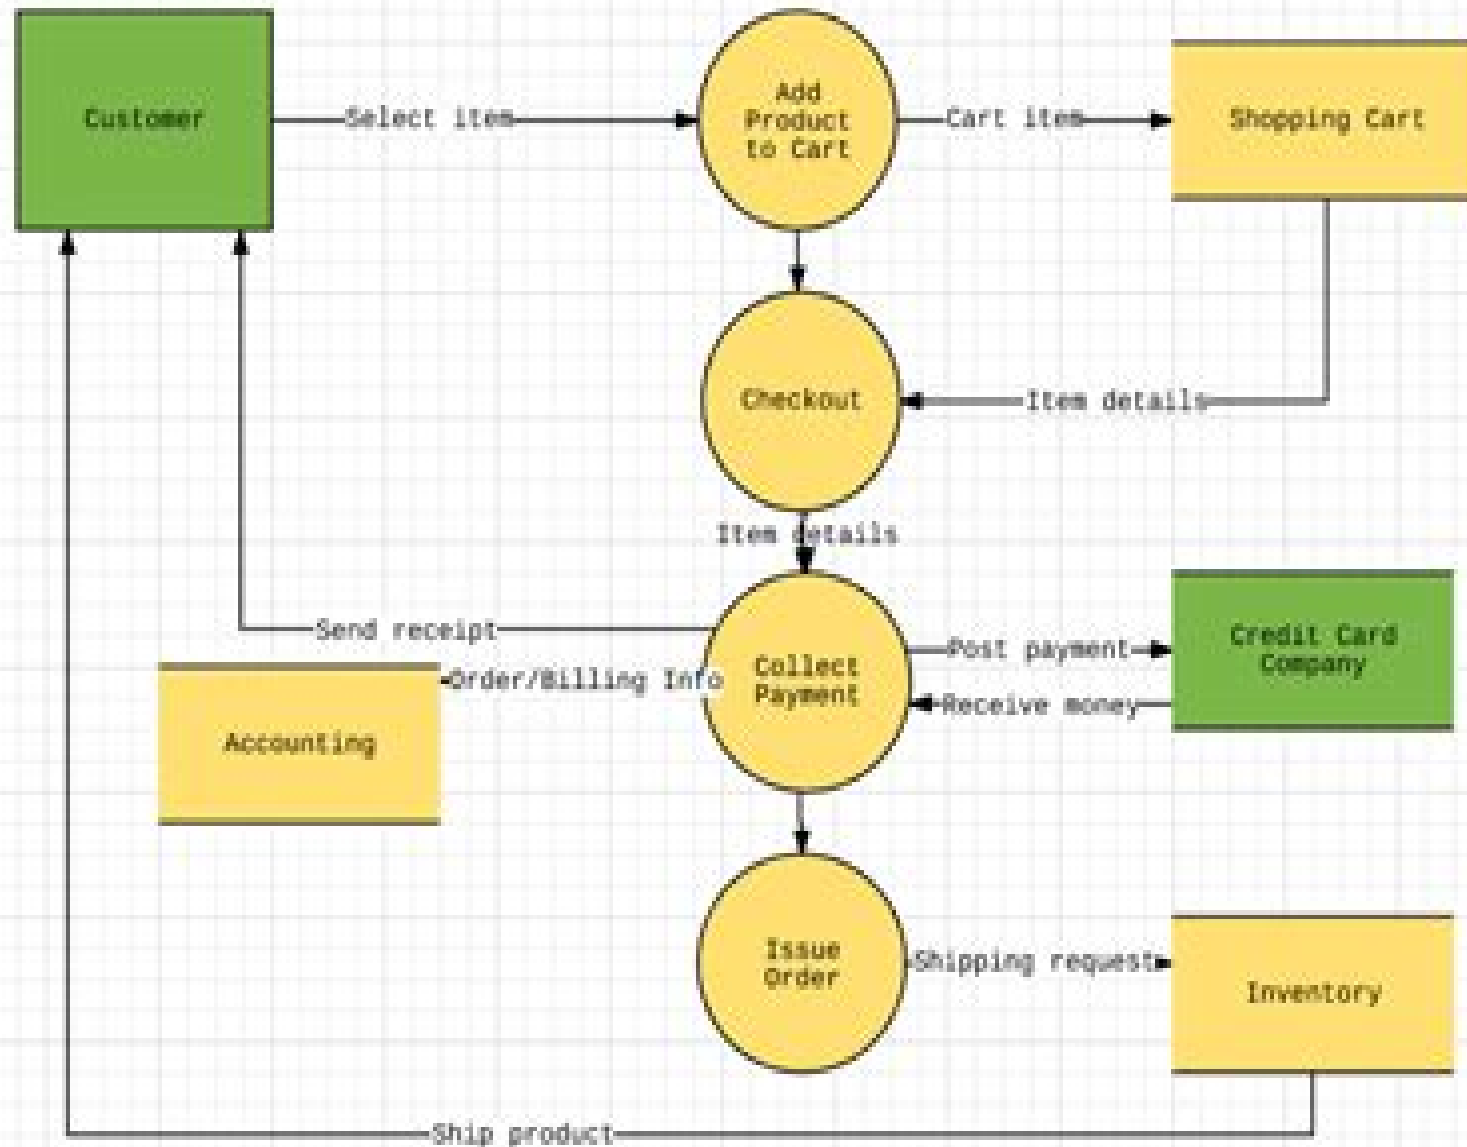 Customer
Select item
Add
Product
to Cart
Cart item
Shopping Cart
Checkout
Item details
Item details
Send receipt
Order/Billing Info
Collect
Payment
Post payment
Receive money
Credit Card
Company
Accounting
Issue
Order
Shipping request
Inventory
Ship product